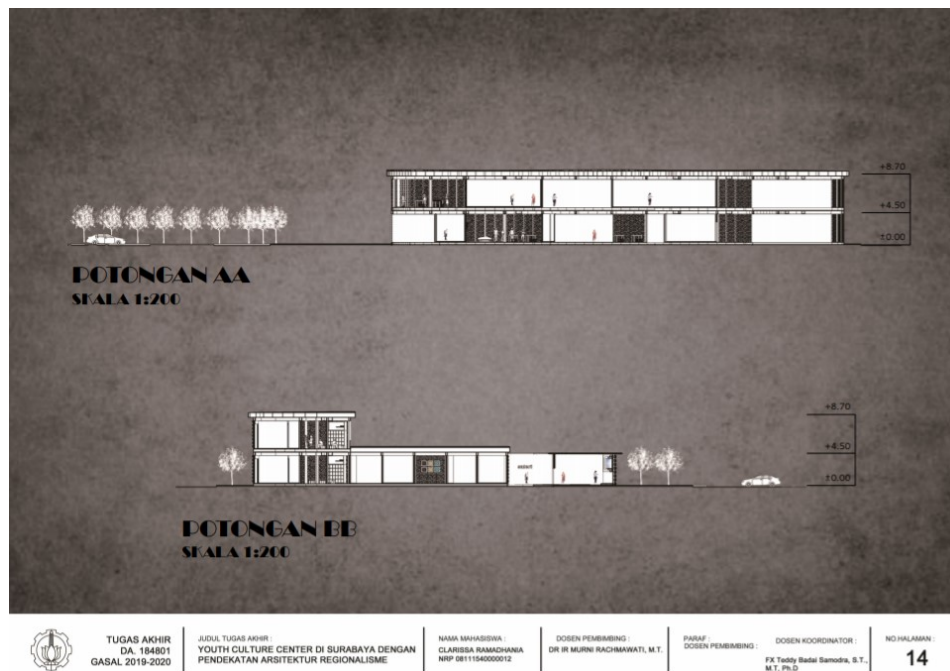 +8.70
+4.50
±0.00
POTONGAN AA
SKALA 1:200
+8.70
+4.50
±0.00
POTONGAN BB
SKALA 1:200
TUGAS AKHIR
DA. 184801
GASAL 2019-2020
JUDUL TUGAS AKHIR :
YOUTH CULTURE CENTER DI SURABAYA DENGAN
PENDEKATAN ARSITEKTUR REGIONALISME
NAMA MAHASISWA :
CLARISSA RAMADHANIA
NRP 08111540000012
DOSEN PEMBIMBING :
DR IR MURNI RACHMAWATI, M.T.
PARAF :
DOSEN PEMBIMBING :
DOSEN KOORDINATOR :
FX Teddy Badai Samodra, S.T.,
M.T., Ph.D
NO.HALAMAN :
14